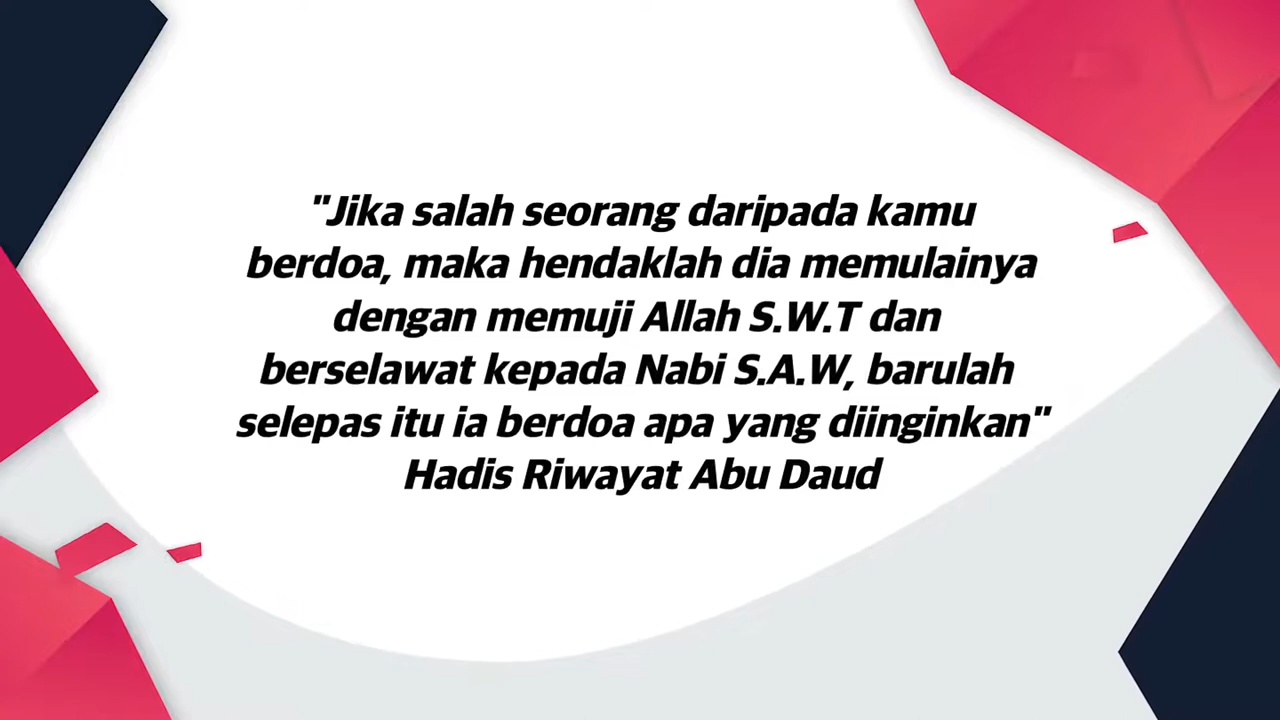 "Jika salah seorang daripada kamu
berdoa, maka hendaklah dia memulainya
dengan memuji Allah S.W.T dan
berselawat kepada Nabi S.A.W, barulah
selepas itu ia berdoa apa yang diinginkan"
Hadis Riwayat Abu Daud